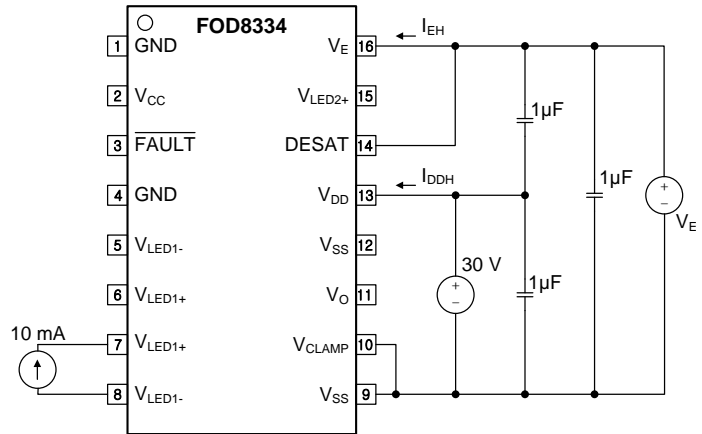 FOD8334
1 GND
2 VCC
3 FAULT
4 GND
5 VLED1-
6 VLED1+
7 VLED1+
8 VLED1-
VE 16
VLED2+ 15
DESAT 14
VDD 13
VSS 12
VO 11
VCLAMP 10
VSS 9
10 mA
IEH
IDDH
30 V
+
−
1µF
1µF
1µF
+
−
VE